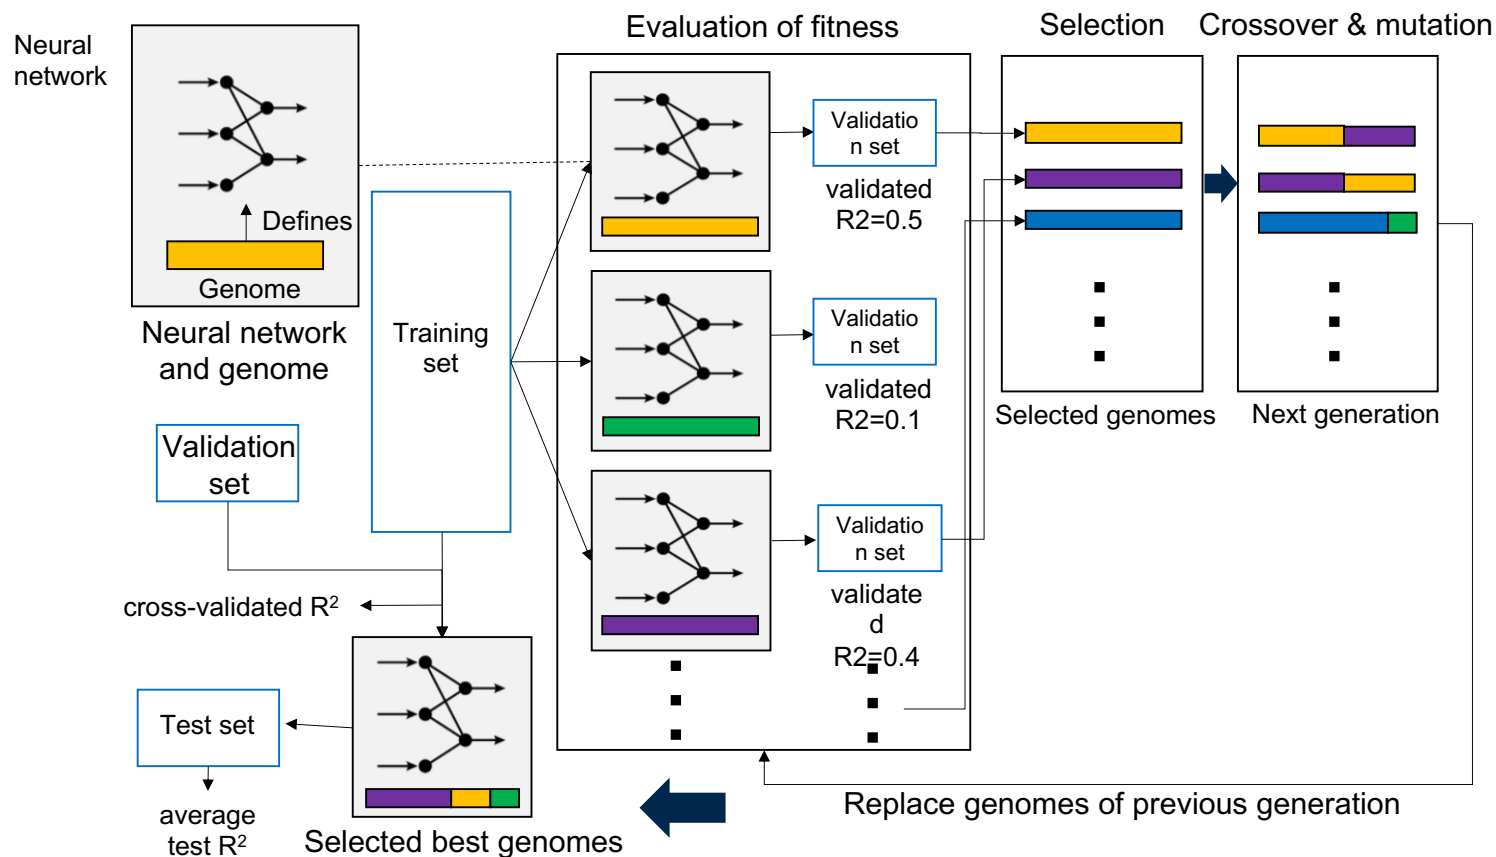 Neural
network
Defines
Genome
Neural network
and genome
Training
set
Validation
set
cross-validated R²
Test set
average
test R²
Selected best genomes
Evaluation of fitness
Validatio
n set
validated
R2=0.5
Validatio
n set
validated
R2=0.1
Validatio
n set
validate
d
R2=0.4
Selection
Selected genomes
Crossover & mutation
Next generation
Replace genomes of previous generation